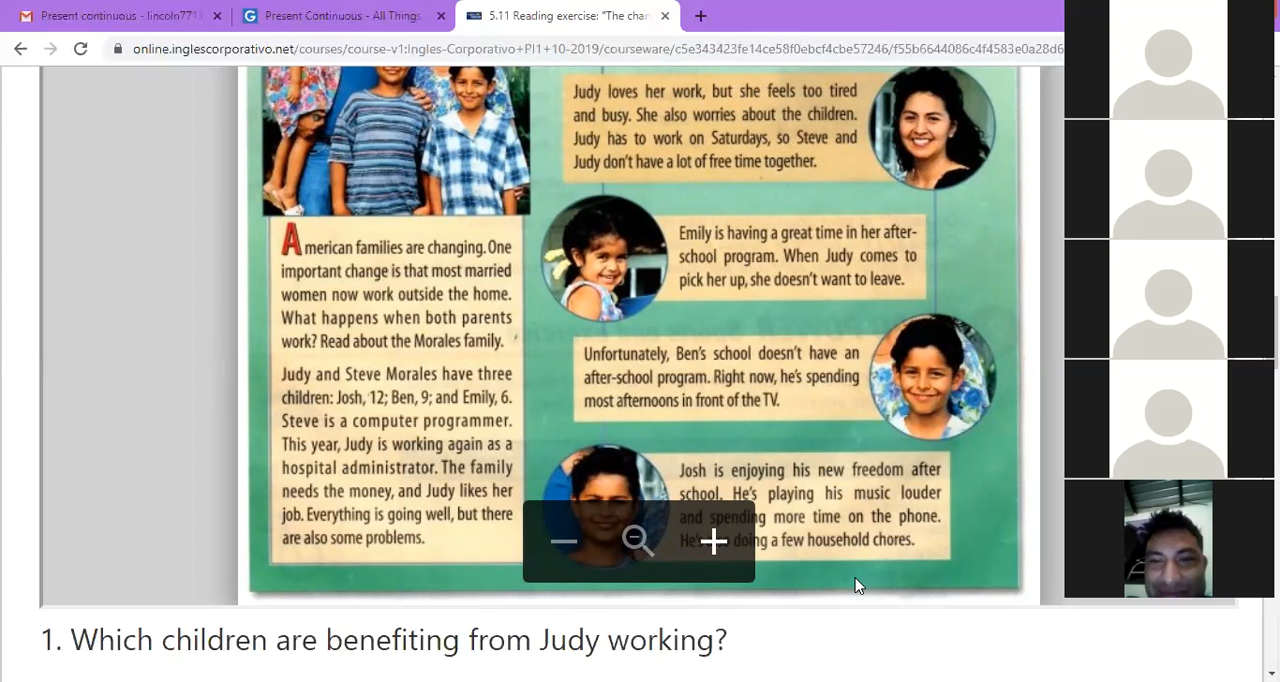 Present continuous - lincoln771
Present Continuous - All Things
5.11 Reading exercise: "The chan
online.inglescorporativo.net/courses/course-v1:Ingles-Corporativo+PI1+10-2019/courseware/c5e343423fe14ce58f0ebcf4cbe57246/f55b6644086c4f4583e0a28d6
American families are changing. One
important change is that most married
women now work outside the home.
What happens when both parents
work? Read about the Morales family.
Judy and Steve Morales have three
children: Josh, 12; Ben, 9; and Emily, 6.
Steve is a computer programmer.
This year, Judy is working again as a
hospital administrator. The family
needs the money, and Judy likes her
job. Everything is going well, but there
are also some problems.
Judy loves her work, but she feels too tired
and busy. She also worries about the children.
Judy has to work on Saturdays, so Steve and
Judy don't have a lot of free time together.
Emily is having a great time in her after-
school program. When Judy comes to
pick her up, she doesn't want to leave.
Unfortunately, Ben's school doesn't have an
after-school program. Right now, he's spending
most afternoons in front of the TV.
Josh is enjoying his new freedom after
school. He's playing his music louder
and spending more time on the phone.
He's doing a few household chores.
1. Which children are benefiting from Judy working?